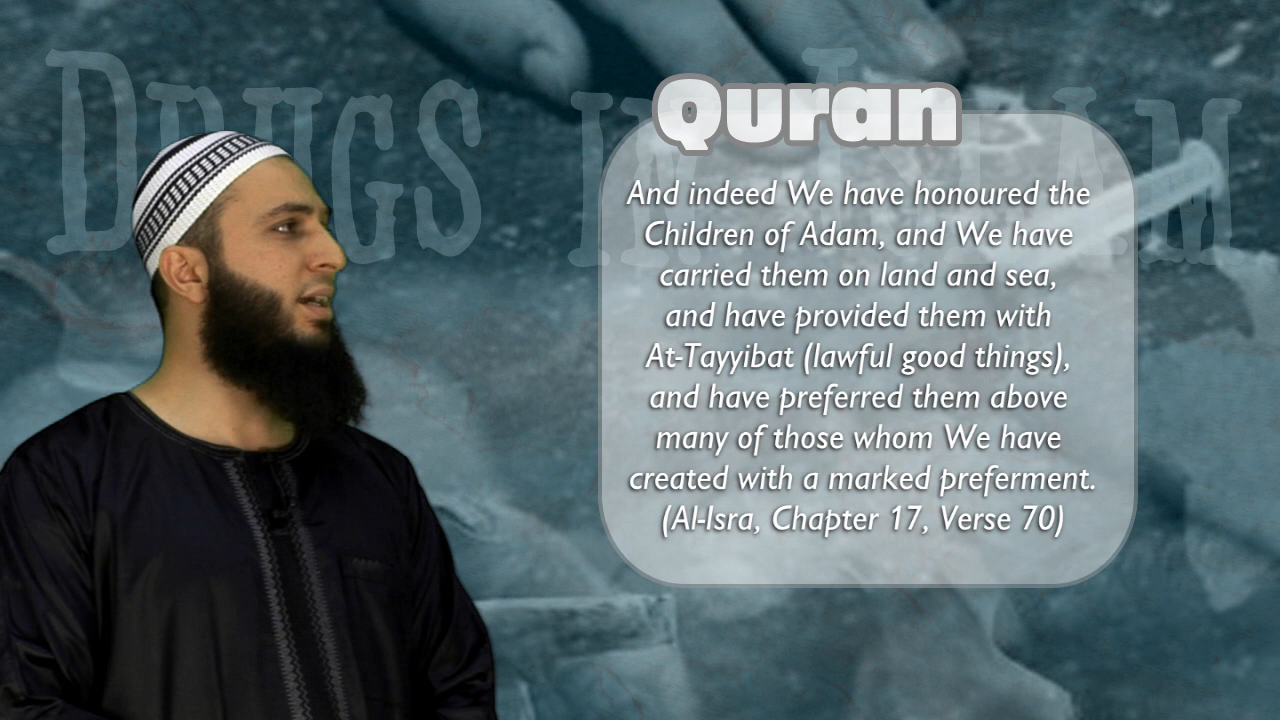 Drugs in Islam
Quran
And indeed We have honoured the
Children of Adam, and We have
carried them on land and sea,
and have provided them with
At-Tayyibat (lawful good things),
and have preferred them above
many of those whom We have
created with a marked preferment.
(Al-Isra, Chapter 17, Verse 70)